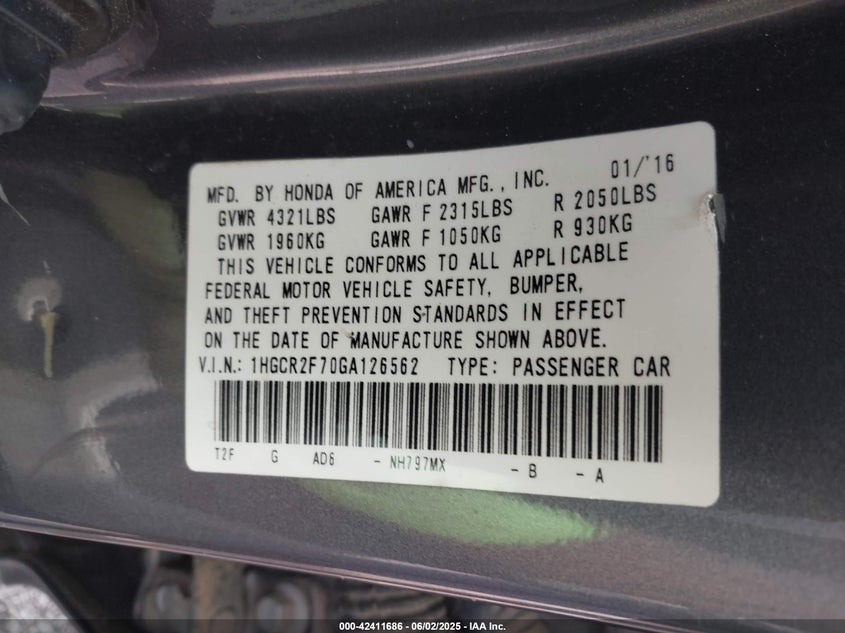 MFD. BY HONDA OF AMERICA MFG., INC. 01/'16
GVWR 4321LBS GAWR F 2315LBS R 2050LBS
GVWR 1960KG GAWR F 1050KG R 930KG
THIS VEHICLE CONFORMS TO ALL APPLICABLE
FEDERAL MOTOR VEHICLE SAFETY, BUMPER,
AND THEFT PREVENTION STANDARDS IN EFFECT
ON THE DATE OF MANUFACTURE SHOWN ABOVE.
V.I.N.: 1HGCR2F70GA126562 TYPE: PASSENGER CAR
T2F G AD6 - NH797MX - B - A
000-42411686 - 06/02/2025 - IAA Inc.